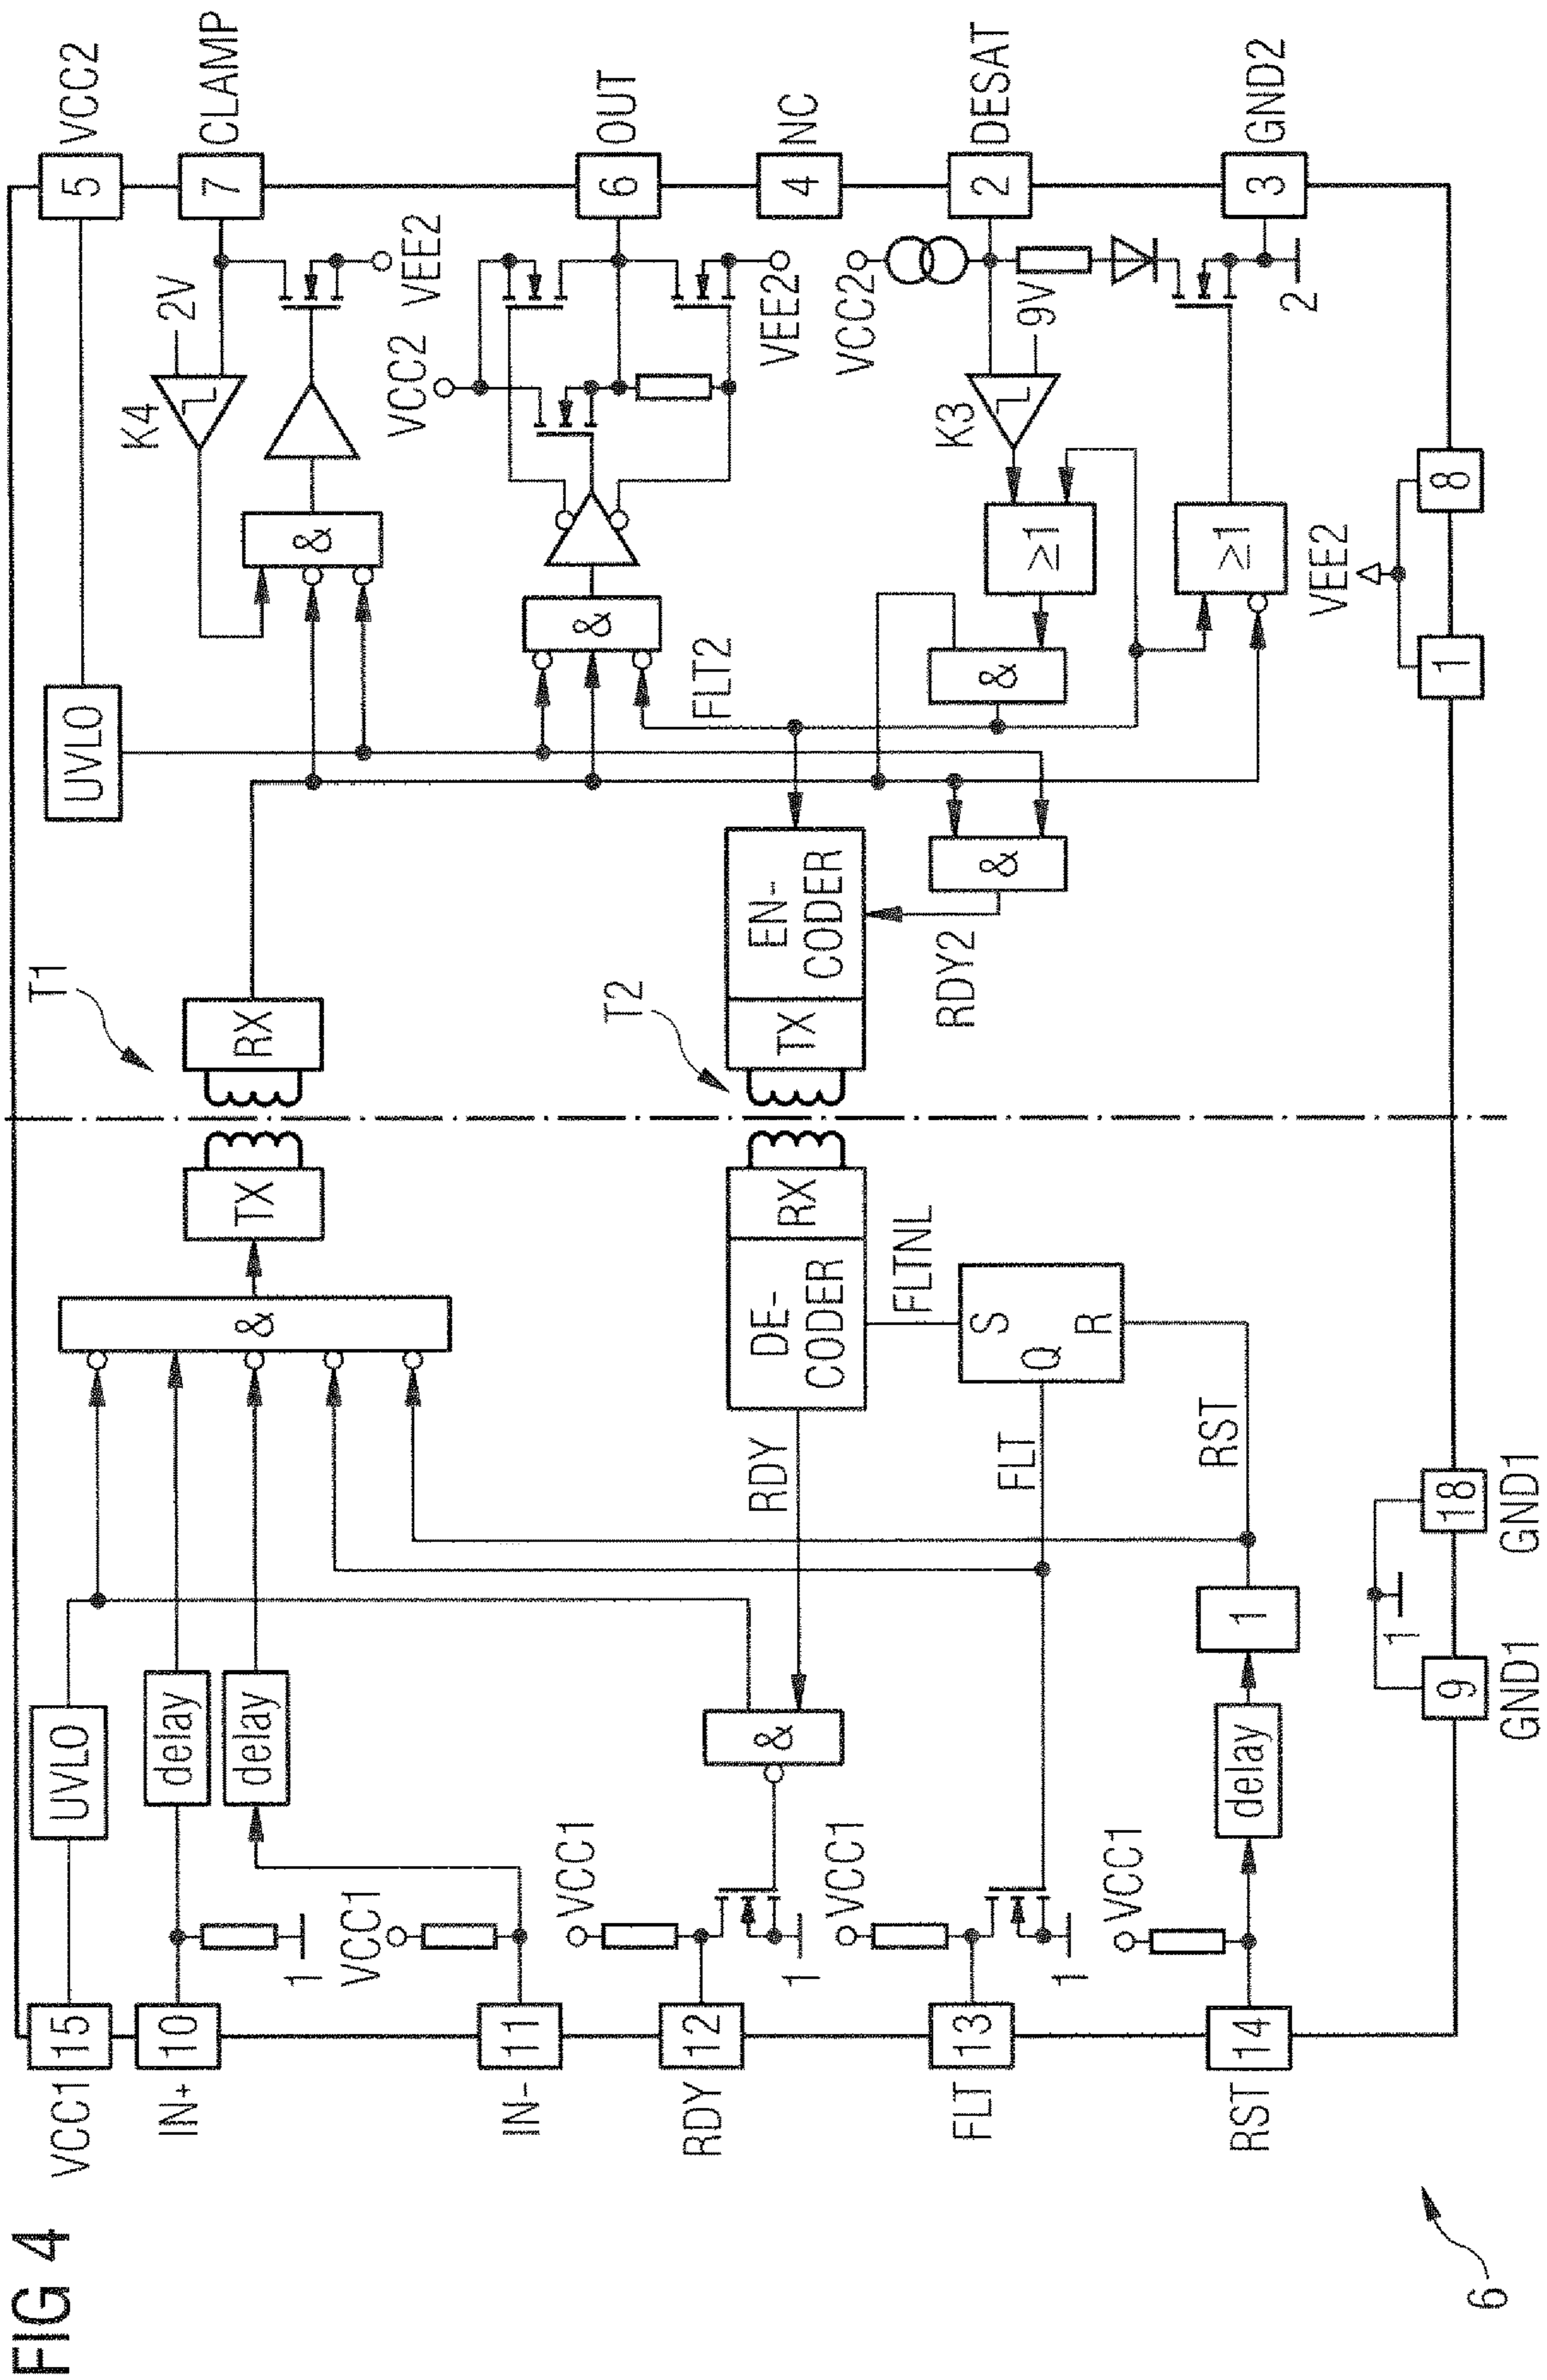 FIG 4
6
VCC1
15
UVLO
IN+
10
1
delay
delay
&
TX
T1
RX
IN-
11
VCC1
RDY
12
VCC1
1
&
RDY
DE-
CODER
RX
T2
TX
EN-
CODER
FLT
13
VCC1
1
FLT
FLTNL
S
Q
R
RST
14
VCC1
delay
1
RST
GND1
9
1
18
GND1
UVLO
5
VCC2
K4
2V
7
CLAMP
&
VEE2
&
VCC2
6
OUT
VEE2
FLT2
4
NC
RDY2
&
&
≥1
K3
9V
VCC2
2
DESAT
≥1
2
3
GND2
VEE2
1
8